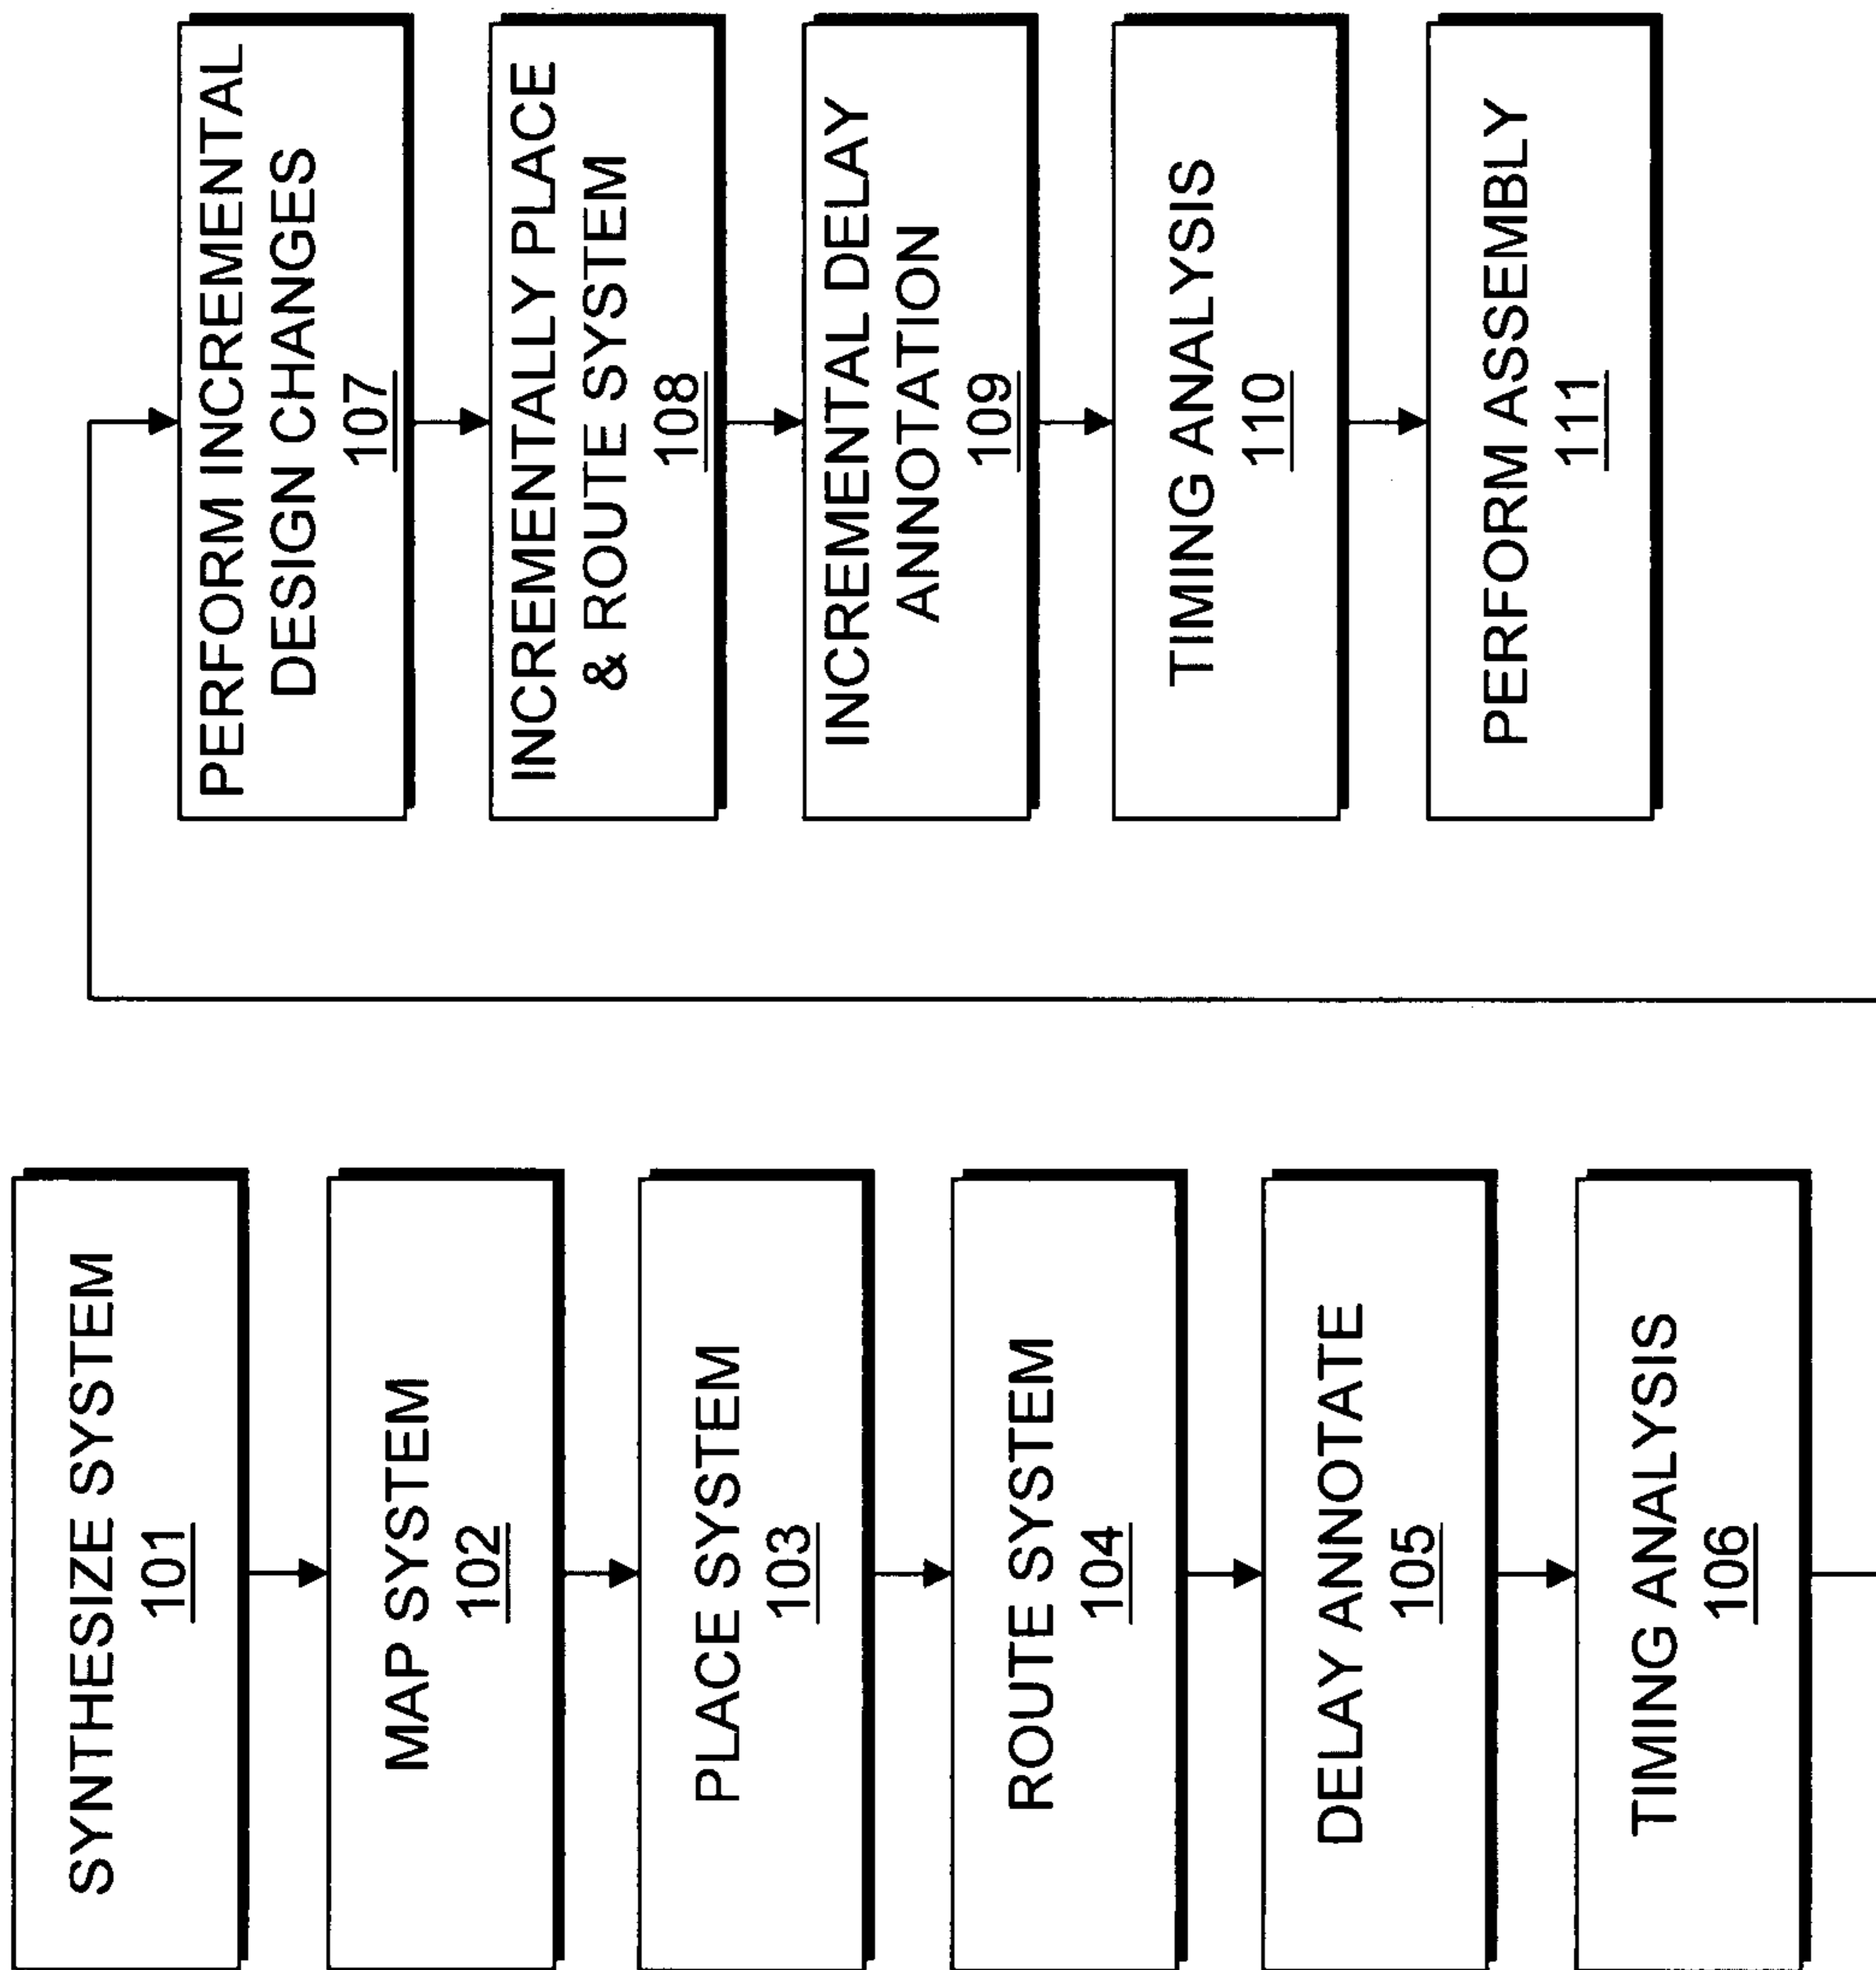 SYNTHESIZE SYSTEM
101
MAP SYSTEM
102
PLACE SYSTEM
103
ROUTE SYSTEM
104
DELAY ANNOTATE
105
TIMING ANALYSIS
106
PERFORM INCREMENTAL
DESIGN CHANGES
107
INCREMENTALLY PLACE
& ROUTE SYSTEM
108
INCREMENTAL DELAY
ANNOTATION
109
TIMING ANALYSIS
110
PERFORM ASSEMBLY
111